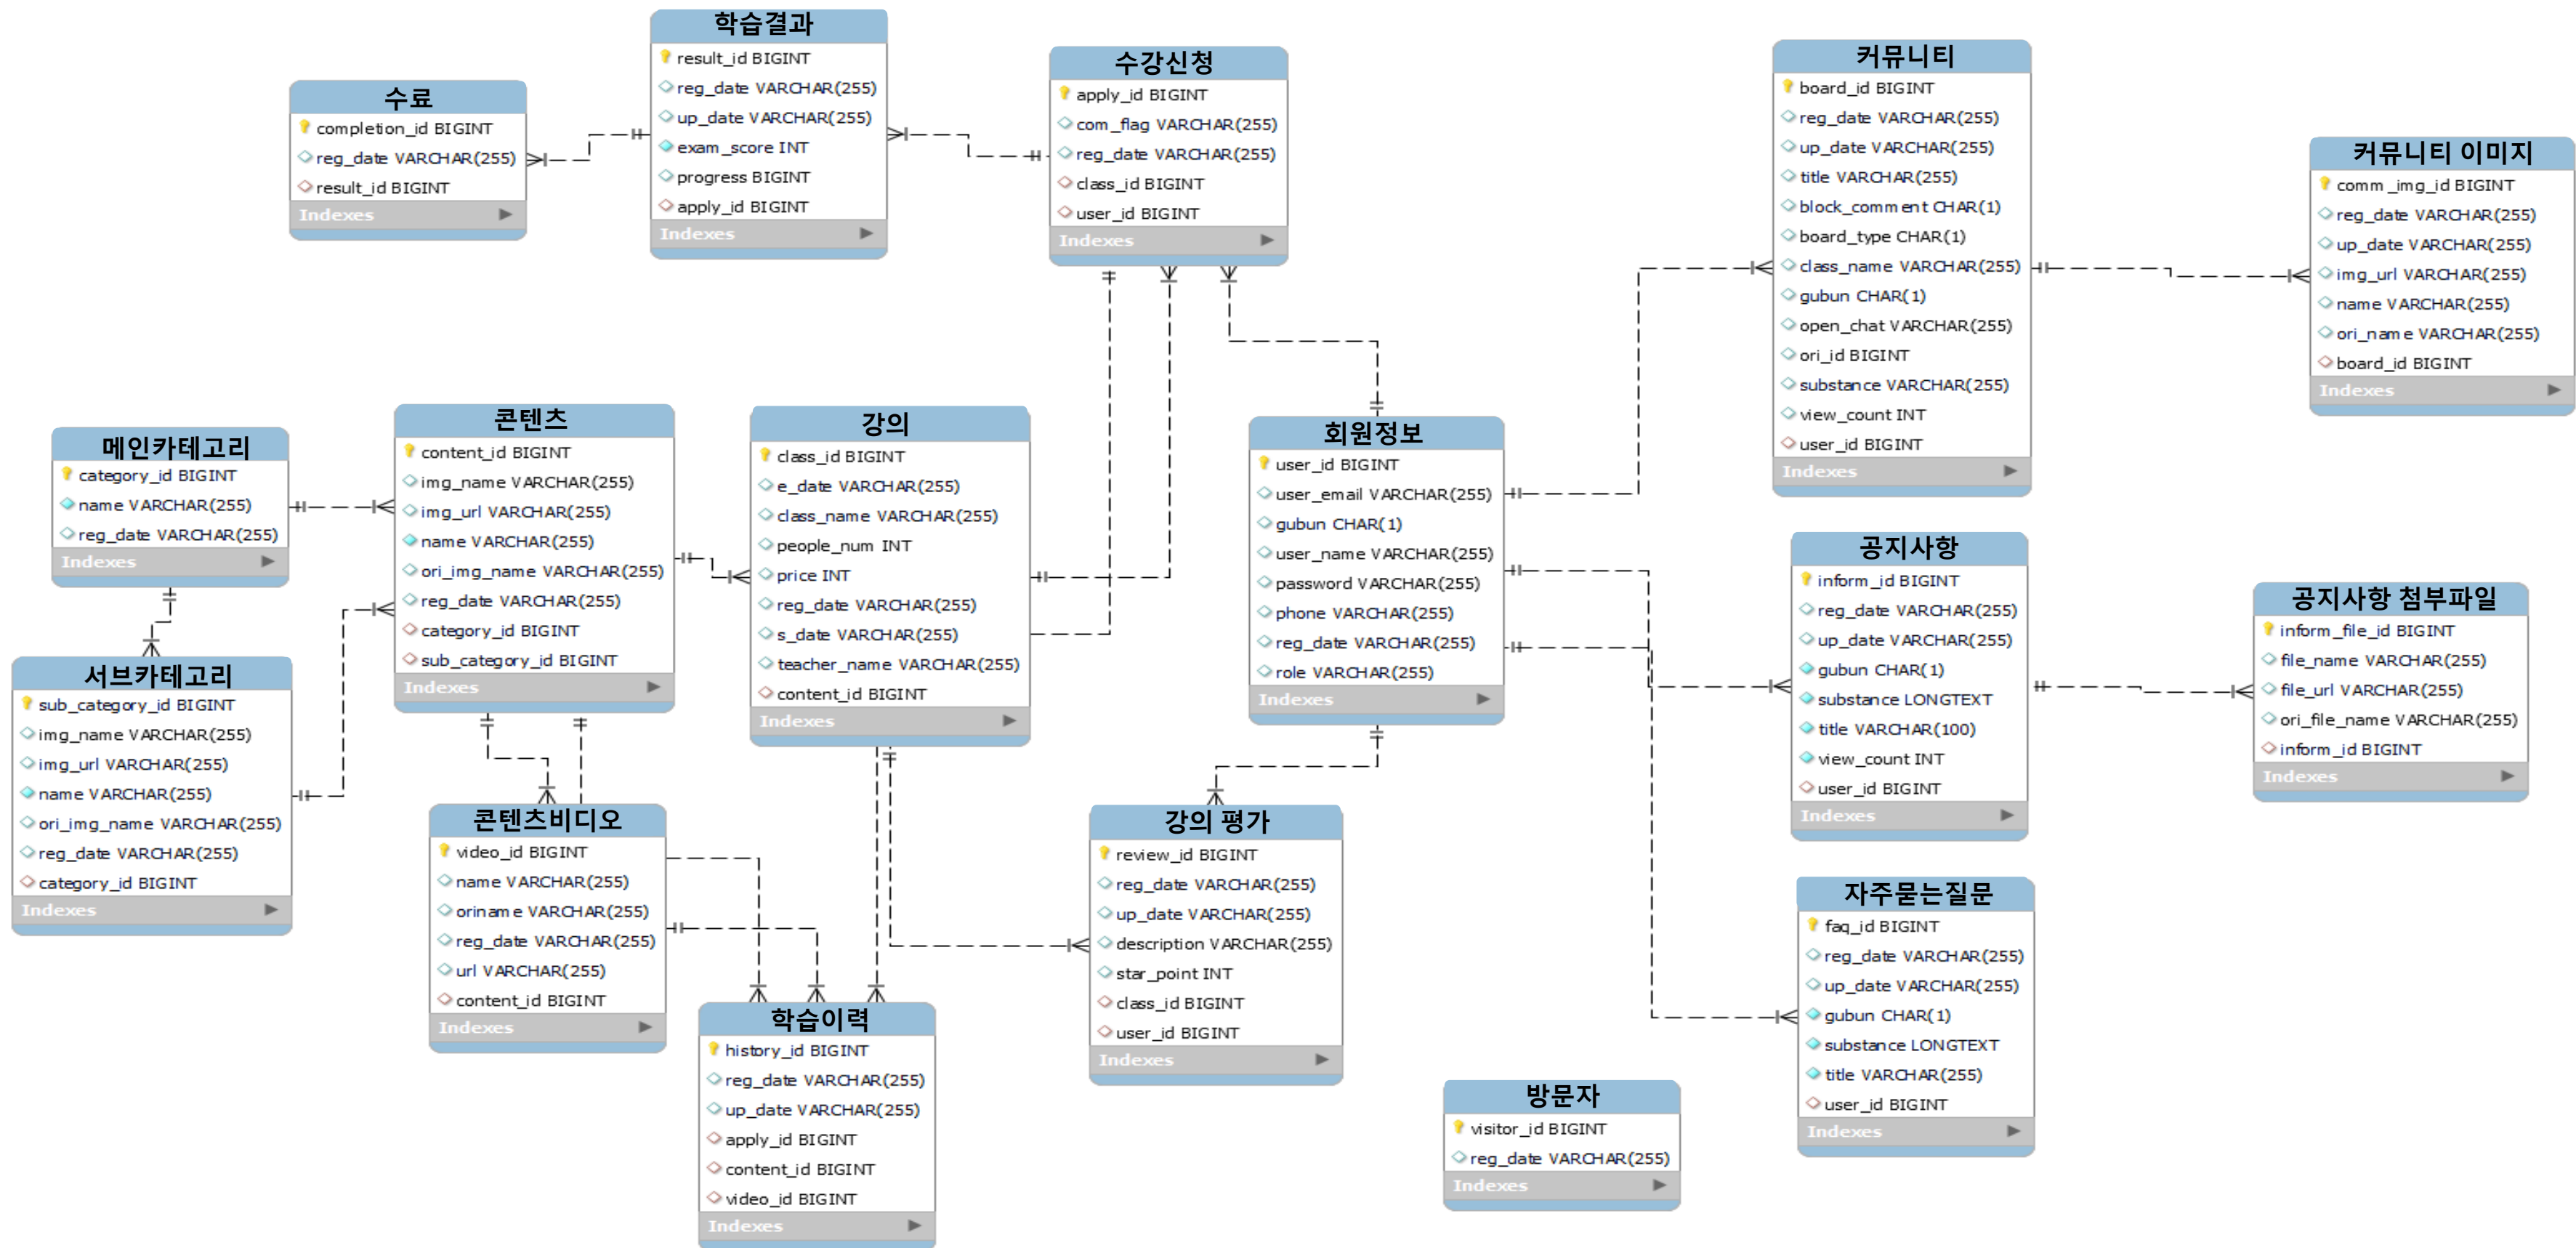 학습결과
result_id BIGINT
reg_date VARCHAR(255)
up_date VARCHAR(255)
exam_score INT
progress BIGINT
apply_id BIGINT
Indexes
수료
completion_id BIGINT
reg_date VARCHAR(255)
result_id BIGINT
Indexes
수강신청
apply_id BIGINT
com_flag VARCHAR(255)
reg_date VARCHAR(255)
class_id BIGINT
user_id BIGINT
Indexes
커뮤니티
board_id BIGINT
reg_date VARCHAR(255)
up_date VARCHAR(255)
title VARCHAR(255)
block_comment CHAR(1)
board_type CHAR(1)
class_name VARCHAR(255)
gubun CHAR(1)
open_chat VARCHAR(255)
ori_id BIGINT
substance VARCHAR(255)
view_count INT
user_id BIGINT
Indexes
커뮤니티 이미지
comm_img_id BIGINT
reg_date VARCHAR(255)
up_date VARCHAR(255)
img_url VARCHAR(255)
name VARCHAR(255)
ori_name VARCHAR(255)
board_id BIGINT
Indexes
메인카테고리
category_id BIGINT
name VARCHAR(255)
reg_date VARCHAR(255)
Indexes
콘텐츠
content_id BIGINT
img_name VARCHAR(255)
img_url VARCHAR(255)
name VARCHAR(255)
ori_img_name VARCHAR(255)
reg_date VARCHAR(255)
category_id BIGINT
sub_category_id BIGINT
Indexes
강의
class_id BIGINT
e_date VARCHAR(255)
class_name VARCHAR(255)
people_num INT
price INT
reg_date VARCHAR(255)
s_date VARCHAR(255)
teacher_name VARCHAR(255)
content_id BIGINT
Indexes
회원정보
user_id BIGINT
user_email VARCHAR(255)
gubun CHAR(1)
user_name VARCHAR(255)
password VARCHAR(255)
phone VARCHAR(255)
reg_date VARCHAR(255)
role VARCHAR(255)
Indexes
공지사항
inform_id BIGINT
reg_date VARCHAR(255)
up_date VARCHAR(255)
gubun CHAR(1)
substance LONGTEXT
title VARCHAR(100)
view_count INT
user_id BIGINT
Indexes
공지사항 첨부파일
inform_file_id BIGINT
file_name VARCHAR(255)
file_url VARCHAR(255)
ori_file_name VARCHAR(255)
inform_id BIGINT
Indexes
서브카테고리
sub_category_id BIGINT
img_name VARCHAR(255)
img_url VARCHAR(255)
name VARCHAR(255)
ori_img_name VARCHAR(255)
reg_date VARCHAR(255)
category_id BIGINT
Indexes
콘텐츠비디오
video_id BIGINT
name VARCHAR(255)
oriname VARCHAR(255)
reg_date VARCHAR(255)
url VARCHAR(255)
content_id BIGINT
Indexes
강의 평가
review_id BIGINT
reg_date VARCHAR(255)
up_date VARCHAR(255)
description VARCHAR(255)
star_point INT
class_id BIGINT
user_id BIGINT
Indexes
자주묻는질문
faq_id BIGINT
reg_date VARCHAR(255)
up_date VARCHAR(255)
gubun CHAR(1)
substance LONGTEXT
title VARCHAR(255)
user_id BIGINT
Indexes
학습이력
history_id BIGINT
reg_date VARCHAR(255)
up_date VARCHAR(255)
apply_id BIGINT
content_id BIGINT
video_id BIGINT
Indexes
방문자
visitor_id BIGINT
reg_date VARCHAR(255)
Indexes